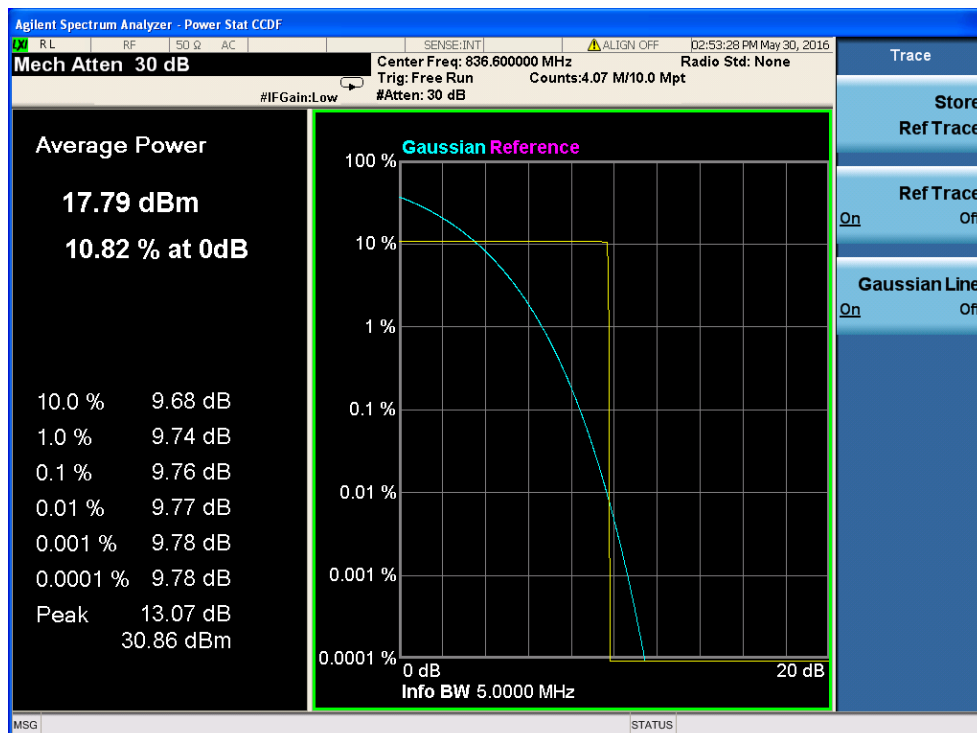 Agilent Spectrum Analyzer - Power Stat CCDF
LXI RL RF 50 Ω AC SENSE:INT ALIGN OFF 02:53:28 PM May 30, 2016
Mech Atten 30 dB
Center Freq: 836.600000 MHz Radio Std: None
Trig: Free Run Counts:4.07 M/10.0 Mpt
#IFGain:Low #Atten: 30 dB
Average Power
17.79 dBm
10.82 % at 0dB
10.0 % 9.68 dB
1.0 % 9.74 dB
0.1 % 9.76 dB
0.01 % 9.77 dB
0.001 % 9.78 dB
0.0001 % 9.78 dB
Peak 13.07 dB
30.86 dBm
Gaussian Reference
100 %
10 %
1 %
0.1 %
0.01 %
0.001 %
0.0001 %
0 dB 20 dB
Info BW 5.0000 MHz
Trace
Store
Ref Trace
Ref Trace
On Off
Gaussian Line
On Off
MSG STATUS